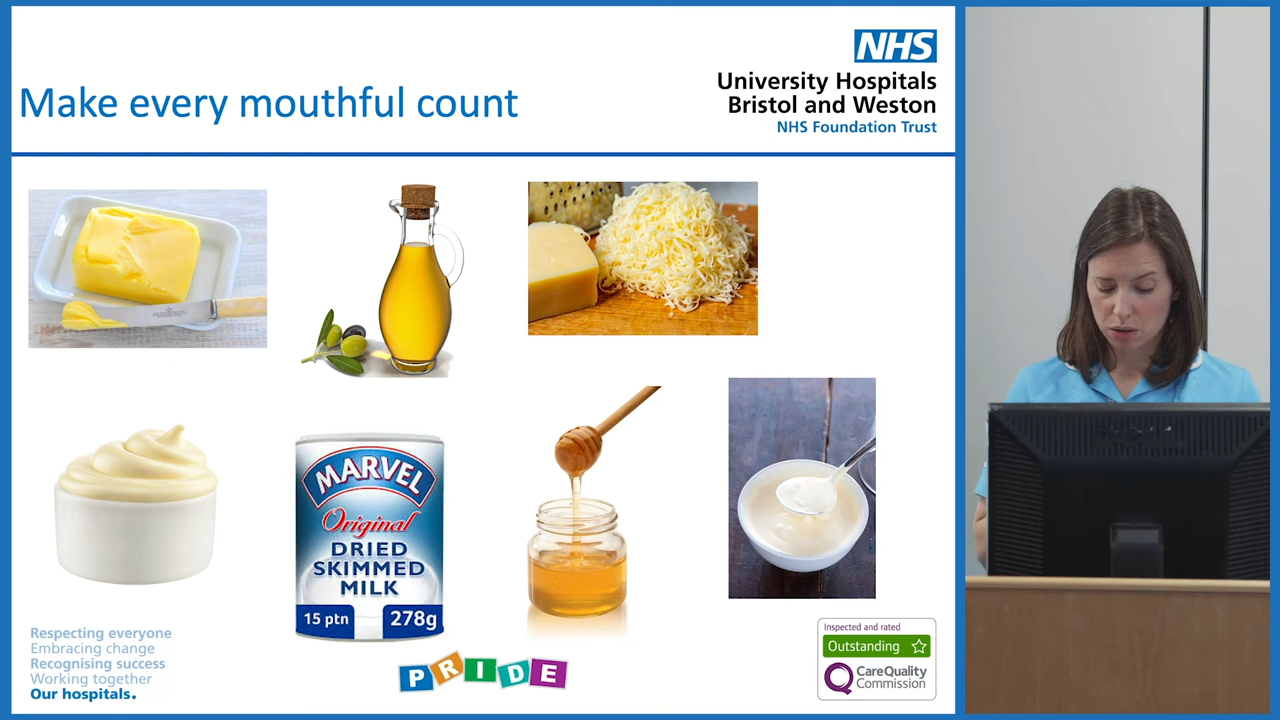 Make every mouthful count
NHS
University Hospitals
Bristol and Weston
NHS Foundation Trust
MARVEL
Original
DRIED
SKIMMED
MILK
15 ptn
278g
Respecting everyone
Embracing change
Recognising success
Working together
Our hospitals.
PRIDE
Inspected and rated
Outstanding
CareQuality
Commission